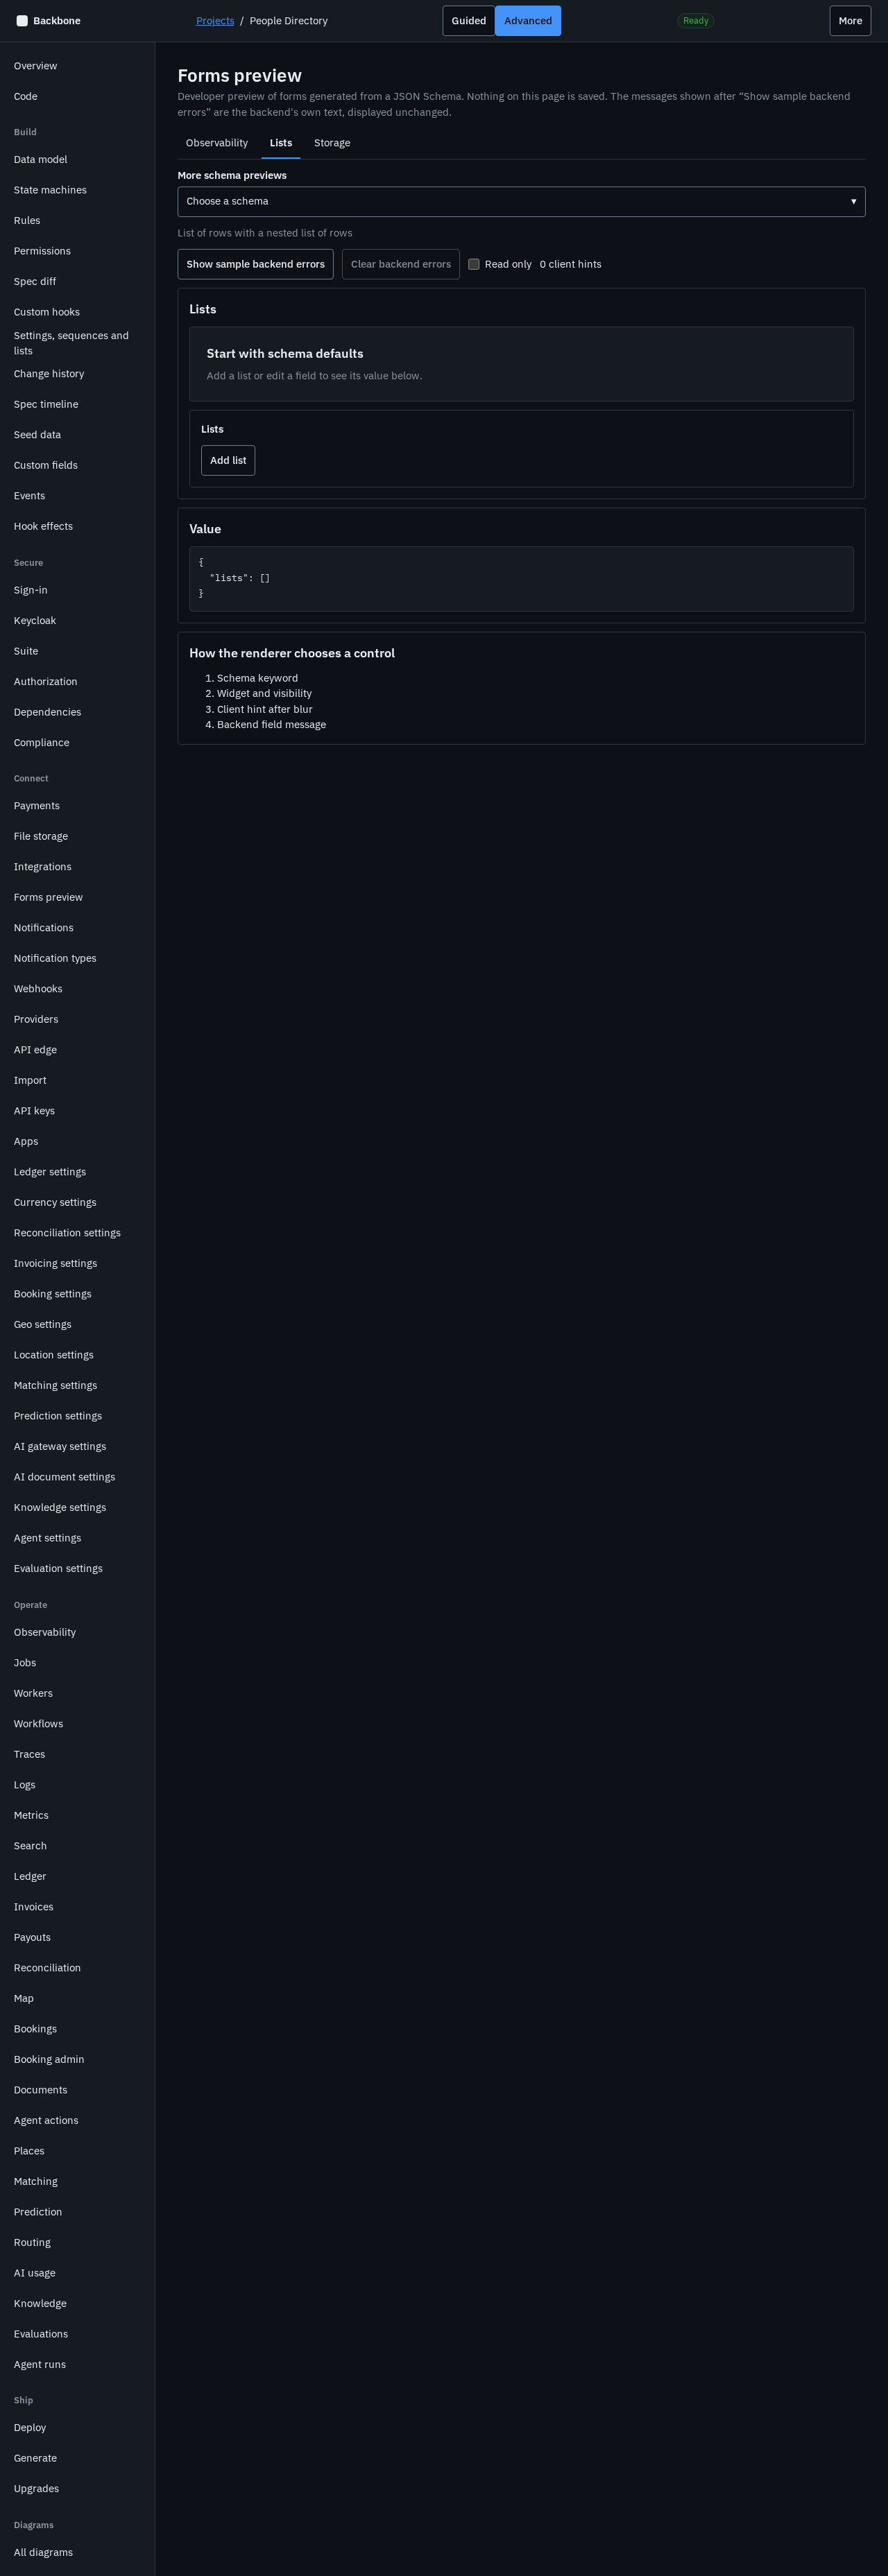 Backbone
Projects / People Directory
Guided
Advanced
Ready
More
Overview
Code
Build
Data model
State machines
Rules
Permissions
Spec diff
Custom hooks
Settings, sequences and
lists
Change history
Spec timeline
Seed data
Custom fields
Events
Hook effects
Secure
Sign-in
Keycloak
Suite
Authorization
Dependencies
Compliance
Connect
Payments
File storage
Integrations
Forms preview
Notifications
Notification types
Webhooks
Providers
API edge
Import
API keys
Apps
Ledger settings
Currency settings
Reconciliation settings
Invoicing settings
Booking settings
Geo settings
Location settings
Matching settings
Prediction settings
AI gateway settings
AI document settings
Knowledge settings
Agent settings
Evaluation settings
Operate
Observability
Jobs
Workers
Workflows
Traces
Logs
Metrics
Search
Ledger
Invoices
Payouts
Reconciliation
Map
Bookings
Booking admin
Documents
Agent actions
Places
Matching
Prediction
Routing
AI usage
Knowledge
Evaluations
Agent runs
Ship
Deploy
Generate
Upgrades
Diagrams
All diagrams
Forms preview
Developer preview of forms generated from a JSON Schema. Nothing on this page is saved. The messages shown after “Show sample backend
errors” are the backend's own text, displayed unchanged.
Observability
Lists
Storage
More schema previews
Choose a schema
List of rows with a nested list of rows
Show sample backend errors
Clear backend errors
Read only
0 client hints
Lists
Start with schema defaults
Add a list or edit a field to see its value below.
Lists
Add list
Value
{
"lists": []
}
How the renderer chooses a control
1. Schema keyword
2. Widget and visibility
3. Client hint after blur
4. Backend field message